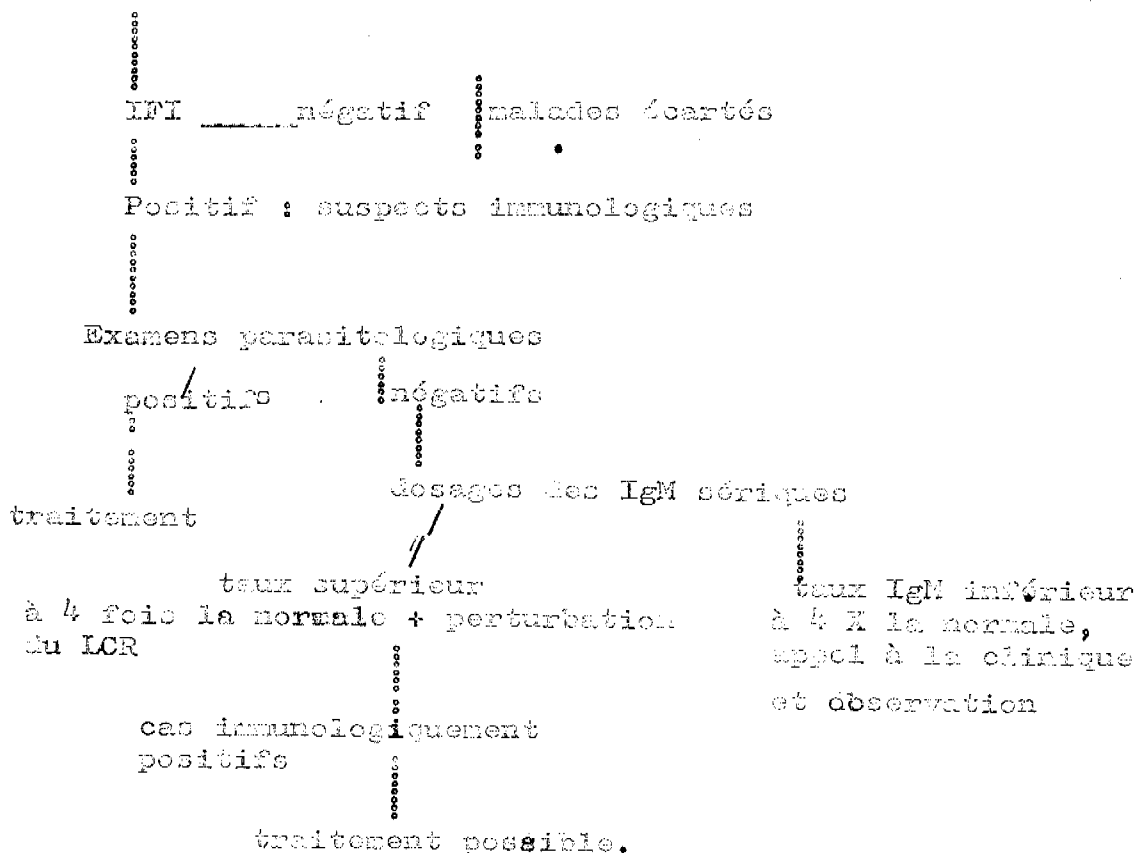 IFI _____ négatif malades écartés
Positif : suspects immunologiques
Examens parasitologiques
positifs négatifs
dosages des IgM sériques
traitement
taux supérieur
à 4 fois la normale + perturbation
du LCR
taux IgM inférieur
à 4 X la normale,
appel à la clinique
et observation
cas immunologiquement
positifs
traitement possible.